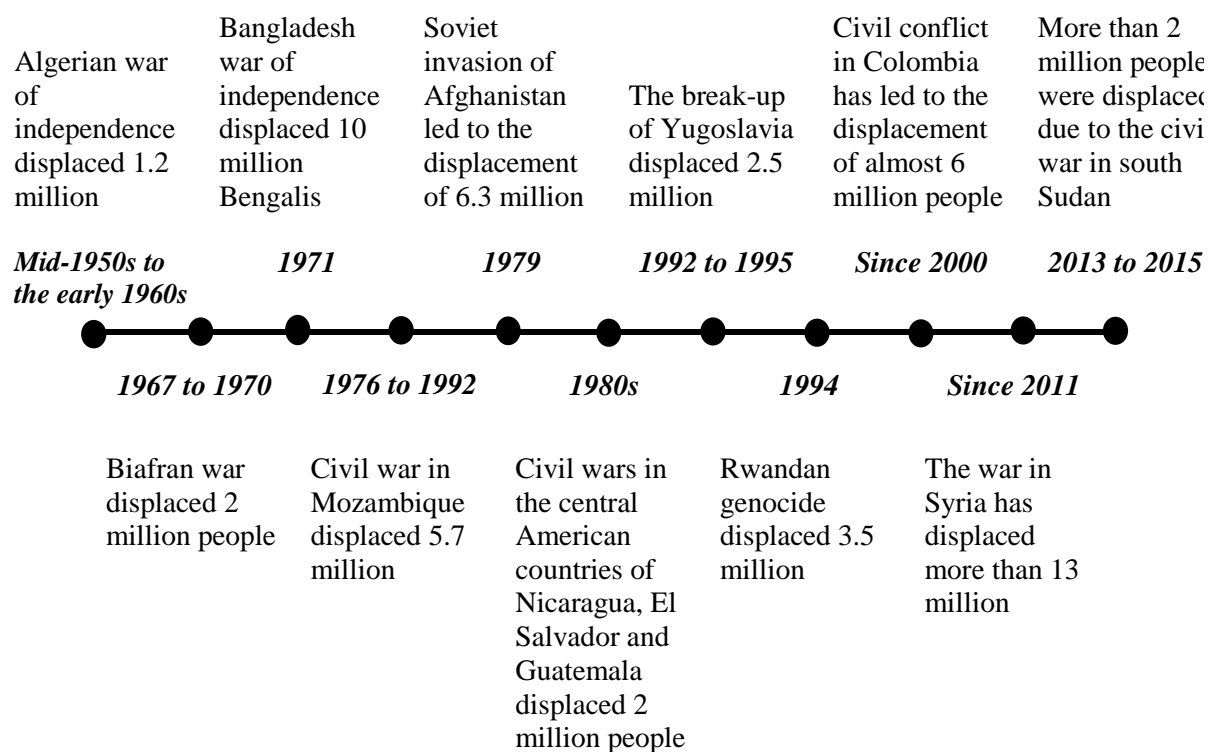 Algerian war
of
independence
displaced 1.2
million
Bangladesh
war of
independence
displaced 10
million
Bengalis
Soviet
invasion of
Afghanistan
led to the
displacement
of 6.3 million
The break-up
of Yugoslavia
displaced 2.5
million
Civil conflict
in Colombia
has led to the
displacement
of almost 6
million people
More than 2
million people
were displaced
due to the civi
war in south
Sudan
Mid-1950s to
the early 1960s
1971
1979
1992 to 1995
Since 2000
2013 to 2015
1967 to 1970
1976 to 1992
1980s
1994
Since 2011
Biafran war
displaced 2
million people
Civil war in
Mozambique
displaced 5.7
million
Civil wars in
the central
American
countries of
Nicaragua, El
Salvador and
Guatemala
displaced 2
million people
Rwandan
genocide
displaced 3.5
million
The war in
Syria has
displaced
more than 13
million